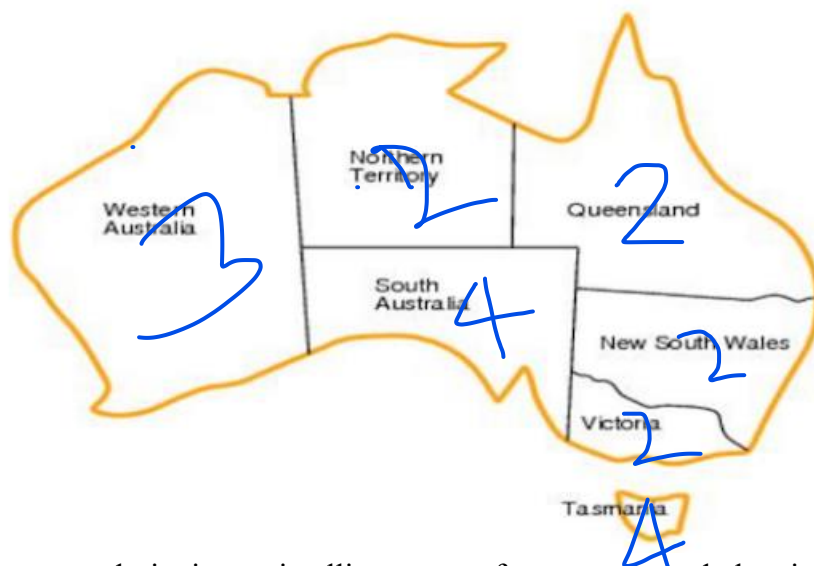 Northern
Territory
2
Western
Australia
3
Queensland
2
South
Australia
4
New South Wales
2
Victoria
2
Tasmania
4